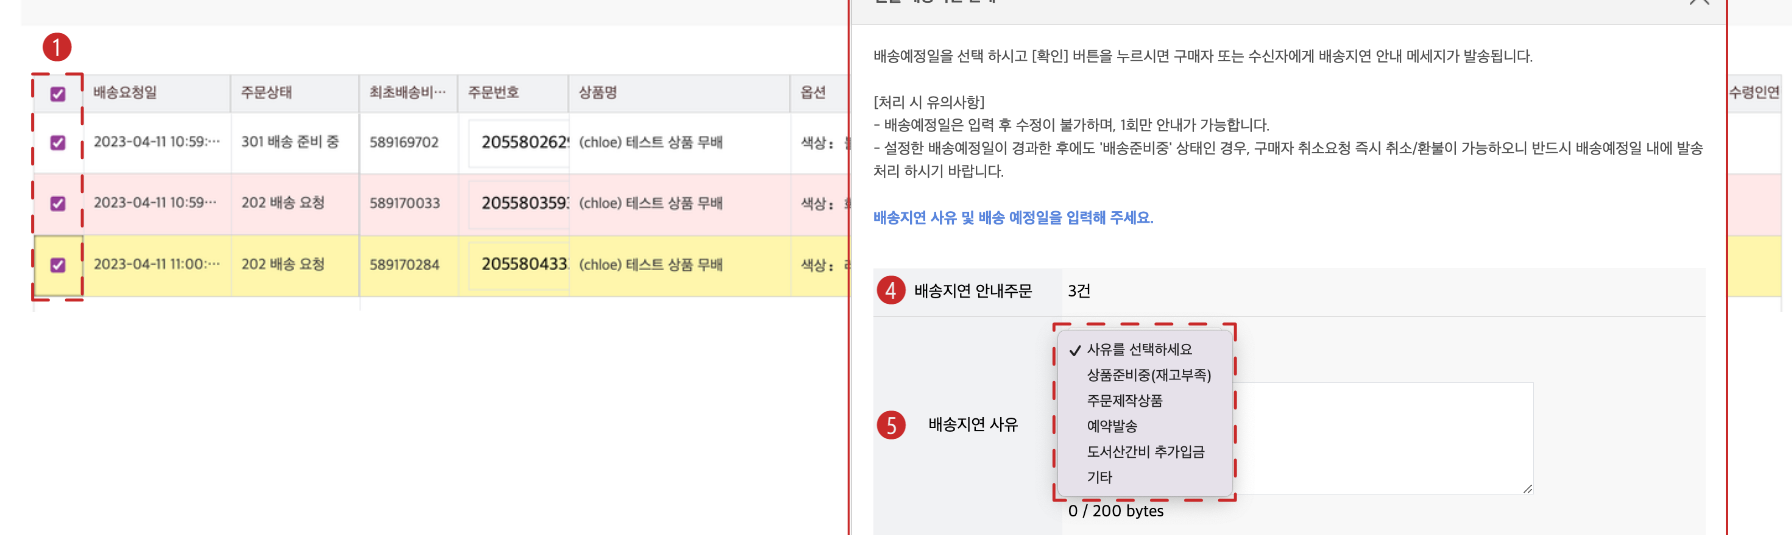 1
배송요청일 주문상태 최초배송비… 주문번호 상품명 옵션
2023-04-11 10:59:… 301 배송 준비 중 589169702 205580262 (chloe) 테스트 상품 무배 색상 :
2023-04-11 10:59… 202 배송 요청 589170033 205580359 (chloe) 테스트 상품 무배 색상 :
2023-04-11 11:00:… 202 배송 요청 589170284 205580433 (chloe) 테스트 상품 무배 색상 :
배송예정일을 선택 하시고 [확인] 버튼을 누르시면 구매자 또는 수신자에게 배송지연 안내 메세지가 발송됩니다.
[처리 시 유의사항]
- 배송예정일은 입력 후 수정이 불가하며, 1회만 안내가 가능합니다.
- 설정한 배송예정일이 경과한 후에도 '배송준비중' 상태인 경우, 구매자 취소요청 즉시 취소/환불이 가능하오니 반드시 배송예정일 내에 발송
처리 하시기 바랍니다.
배송지연 사유 및 배송 예정일을 입력해 주세요.
4 배송지연 안내주문 3건
5 배송지연 사유
✓ 사유를 선택하세요
상품준비중(재고부족)
주문제작상품
예약발송
도서산간비 추가입금
기타
0 / 200 bytes
수령인연